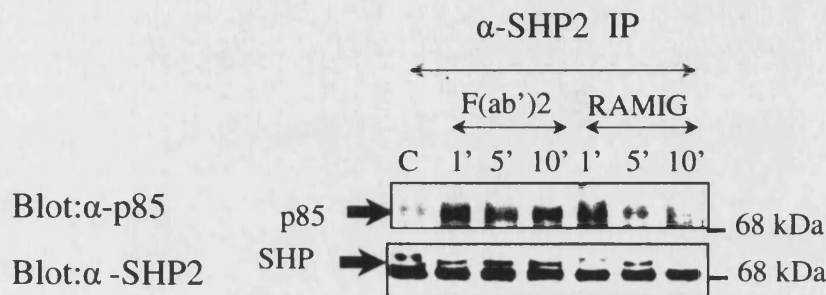 α-SHP2 IP
F(ab')2 RAMIG
C 1' 5' 10' 1' 5' 10'
Blot:α-p85 p85 68 kDa
Blot:α -SHP2 SHP 68 kDa